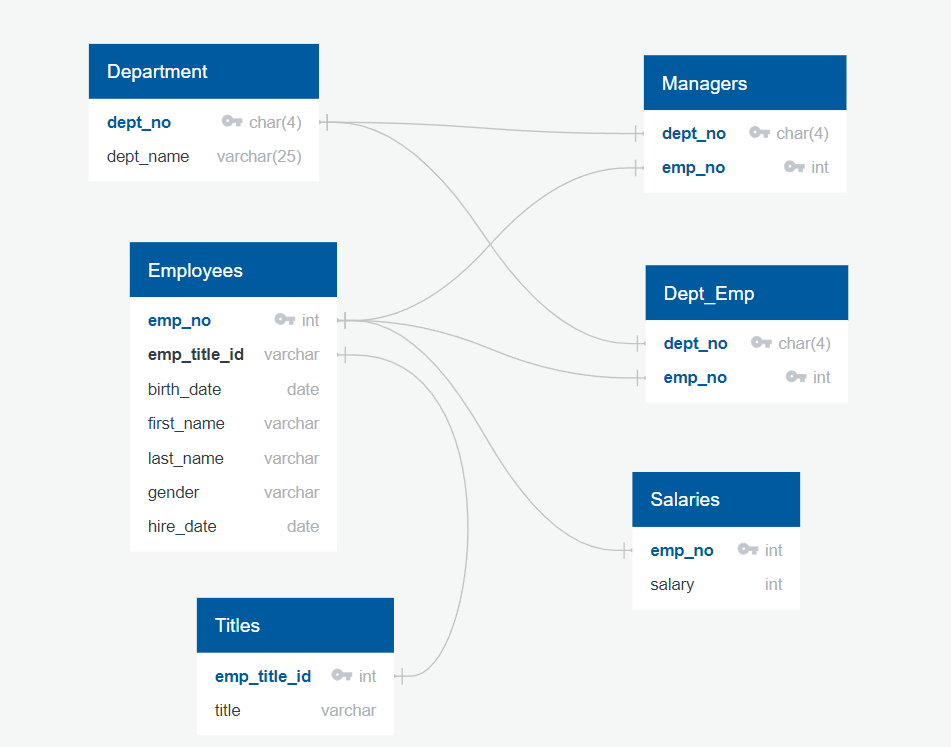 Department
dept_no char(4)
dept_name varchar(25)
Managers
dept_no char(4)
emp_no int
Employees
emp_no int
emp_title_id varchar
birth_date date
first_name varchar
last_name varchar
gender varchar
hire_date date
Dept_Emp
dept_no char(4)
emp_no int
Salaries
emp_no int
salary int
Titles
emp_title_id int
title varchar